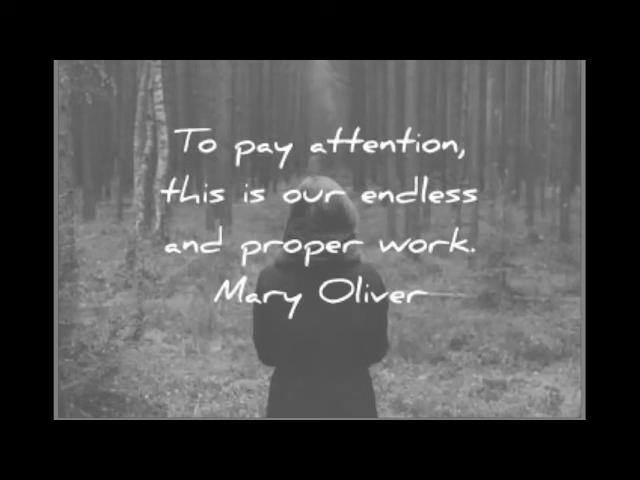 To pay attention,
this is our endless
and proper work.
Mary Oliver